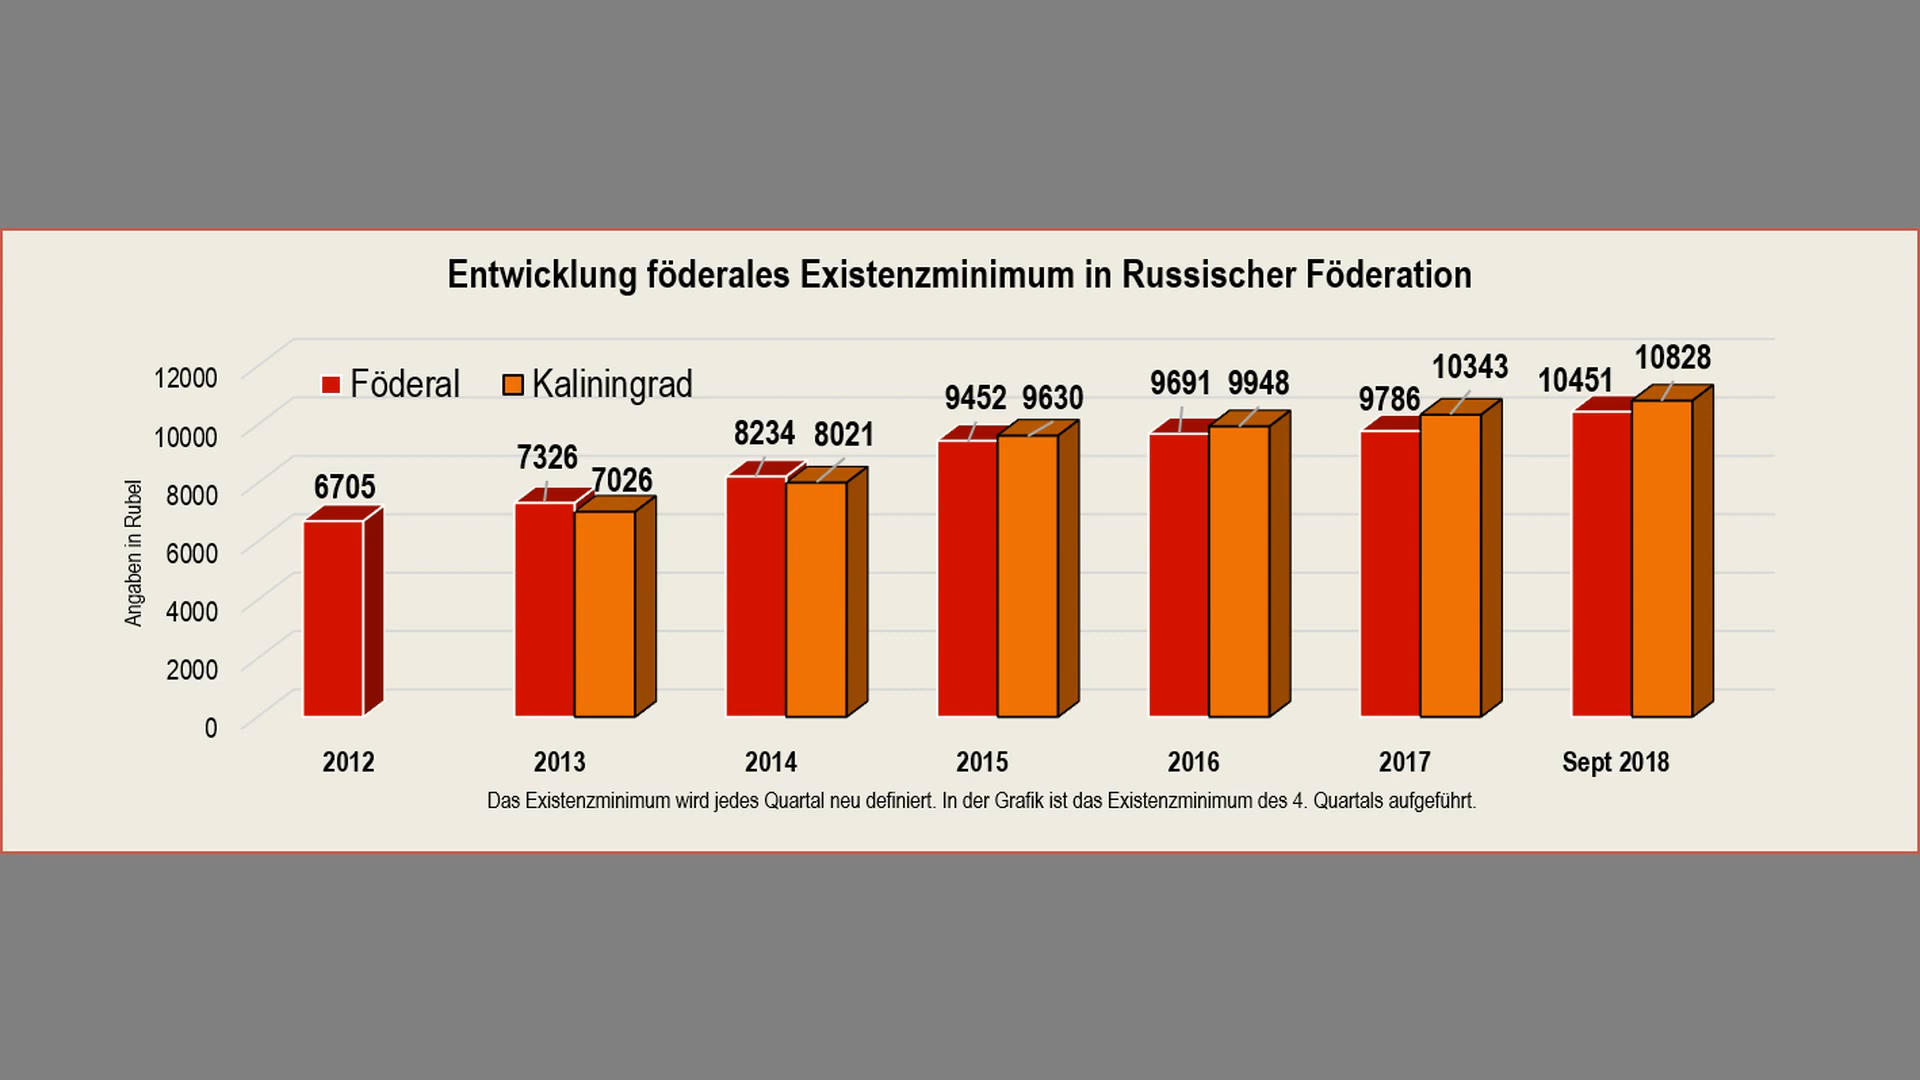 Entwicklung föderales Existenzminimum in Russischer Föderation
Föderal Kaliningrad
Angaben in Rubel
12000
10000
8000
6000
4000
2000
0
6705
7326 7026
8234 8021
9452 9630
9691 9948
9786 10343
10451 10828
2012 2013 2014 2015 2016 2017 Sept 2018
Das Existenzminimum wird jedes Quartal neu definiert. In der Grafik ist das Existenzminimum des 4. Quartals aufgeführt.